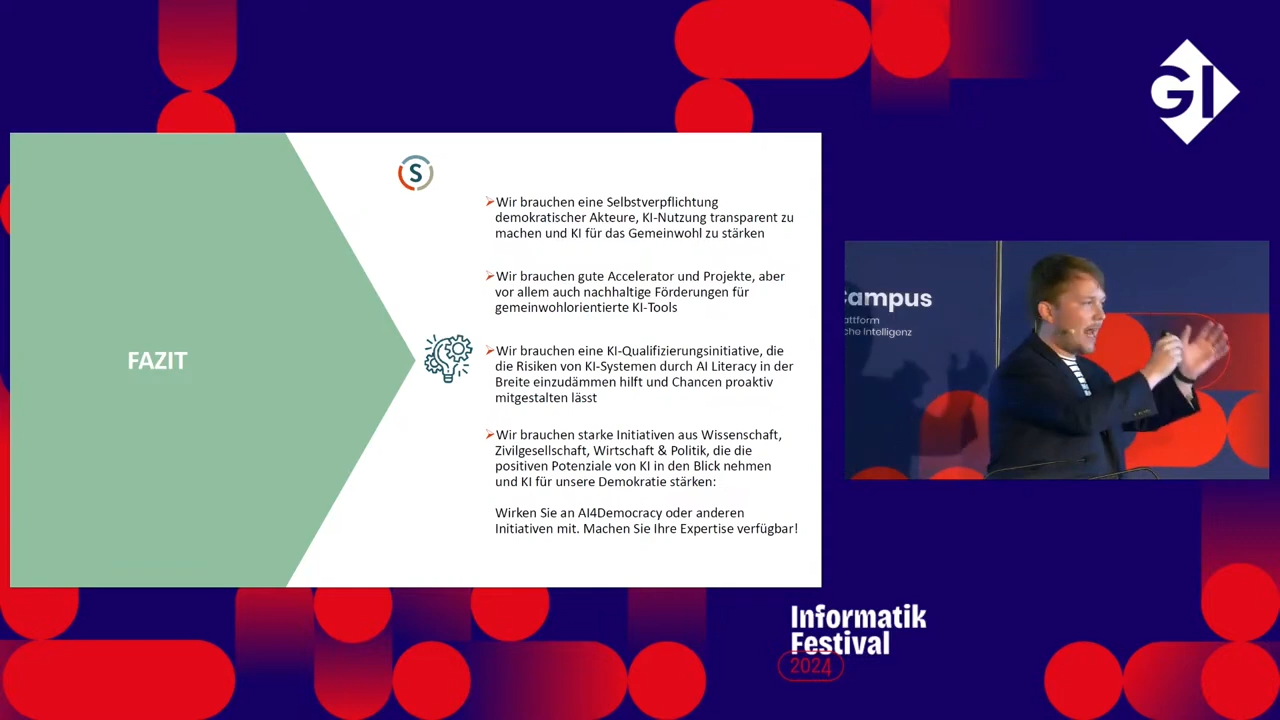 GI
S
Wir brauchen eine Selbstverpflichtung
demokratischer Akteure, KI-Nutzung transparent zu
machen und KI für das Gemeinwohl zu stärken
Wir brauchen gute Accelerator und Projekte, aber
vor allem auch nachhaltige Förderungen für
gemeinwohlorientierte KI-Tools
FAZIT
Wir brauchen eine KI-Qualifizierungsinitiative, die
die Risiken von KI-Systemen durch AI Literacy in der
Breite einzudämmen hilft und Chancen proaktiv
mitgestalten lässt
Wir brauchen starke Initiativen aus Wissenschaft,
Zivilgesellschaft, Wirtschaft & Politik, die die
positiven Potenziale von KI in den Blick nehmen
und KI für unsere Demokratie stärken:
Wirken Sie an AI4Democracy oder anderen
Initiativen mit. Machen Sie Ihre Expertise verfügbar!
Campus
attform
che Intelligenz
Informatik
Festival
2024